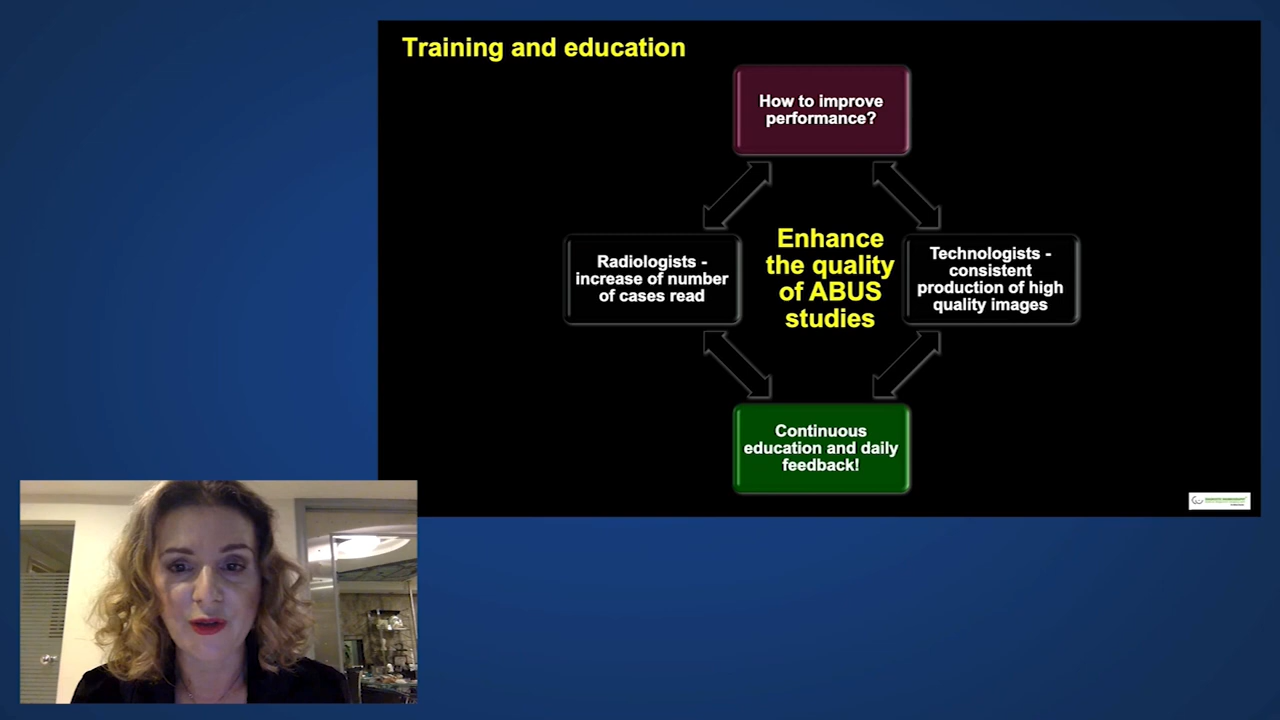 Training and education
How to improve
performance?
Radiologists -
increase of number
of cases read
Enhance
the quality
of ABUS
studies
Technologists -
consistent
production of high
quality images
Continuous
education and daily
feedback!